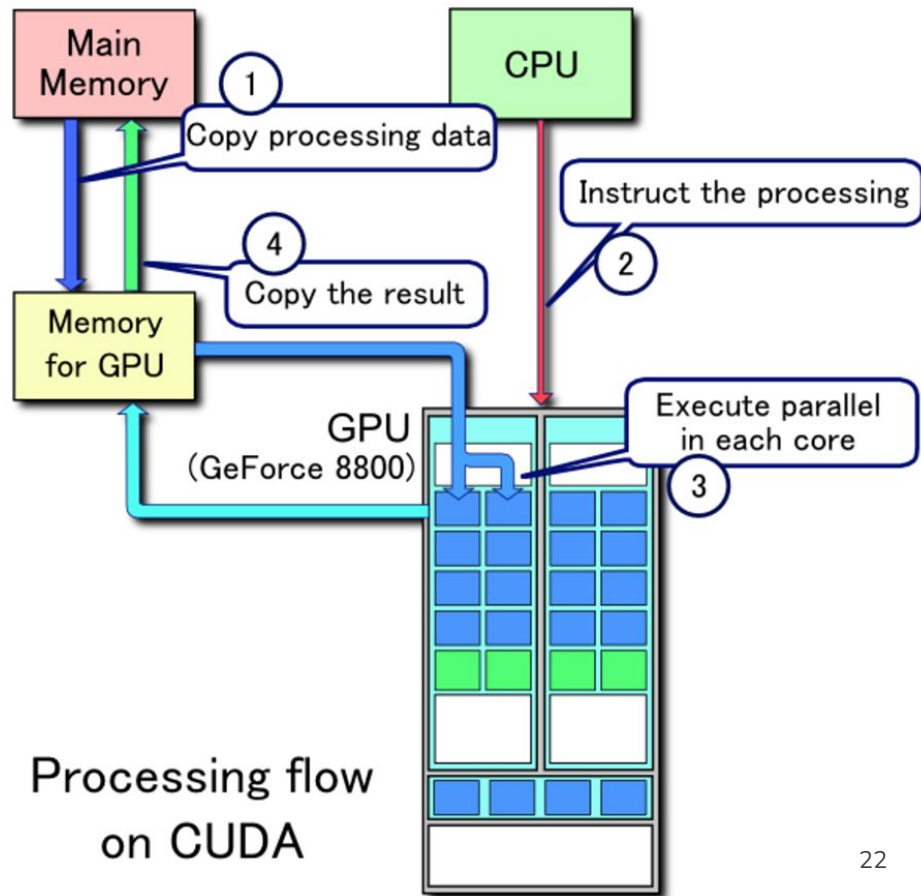 Main
Memory
CPU
1
Copy processing data
Instruct the processing
2
4
Copy the result
Memory
for GPU
GPU
(GeForce 8800)
Execute parallel
in each core
3
Processing flow
on CUDA
22